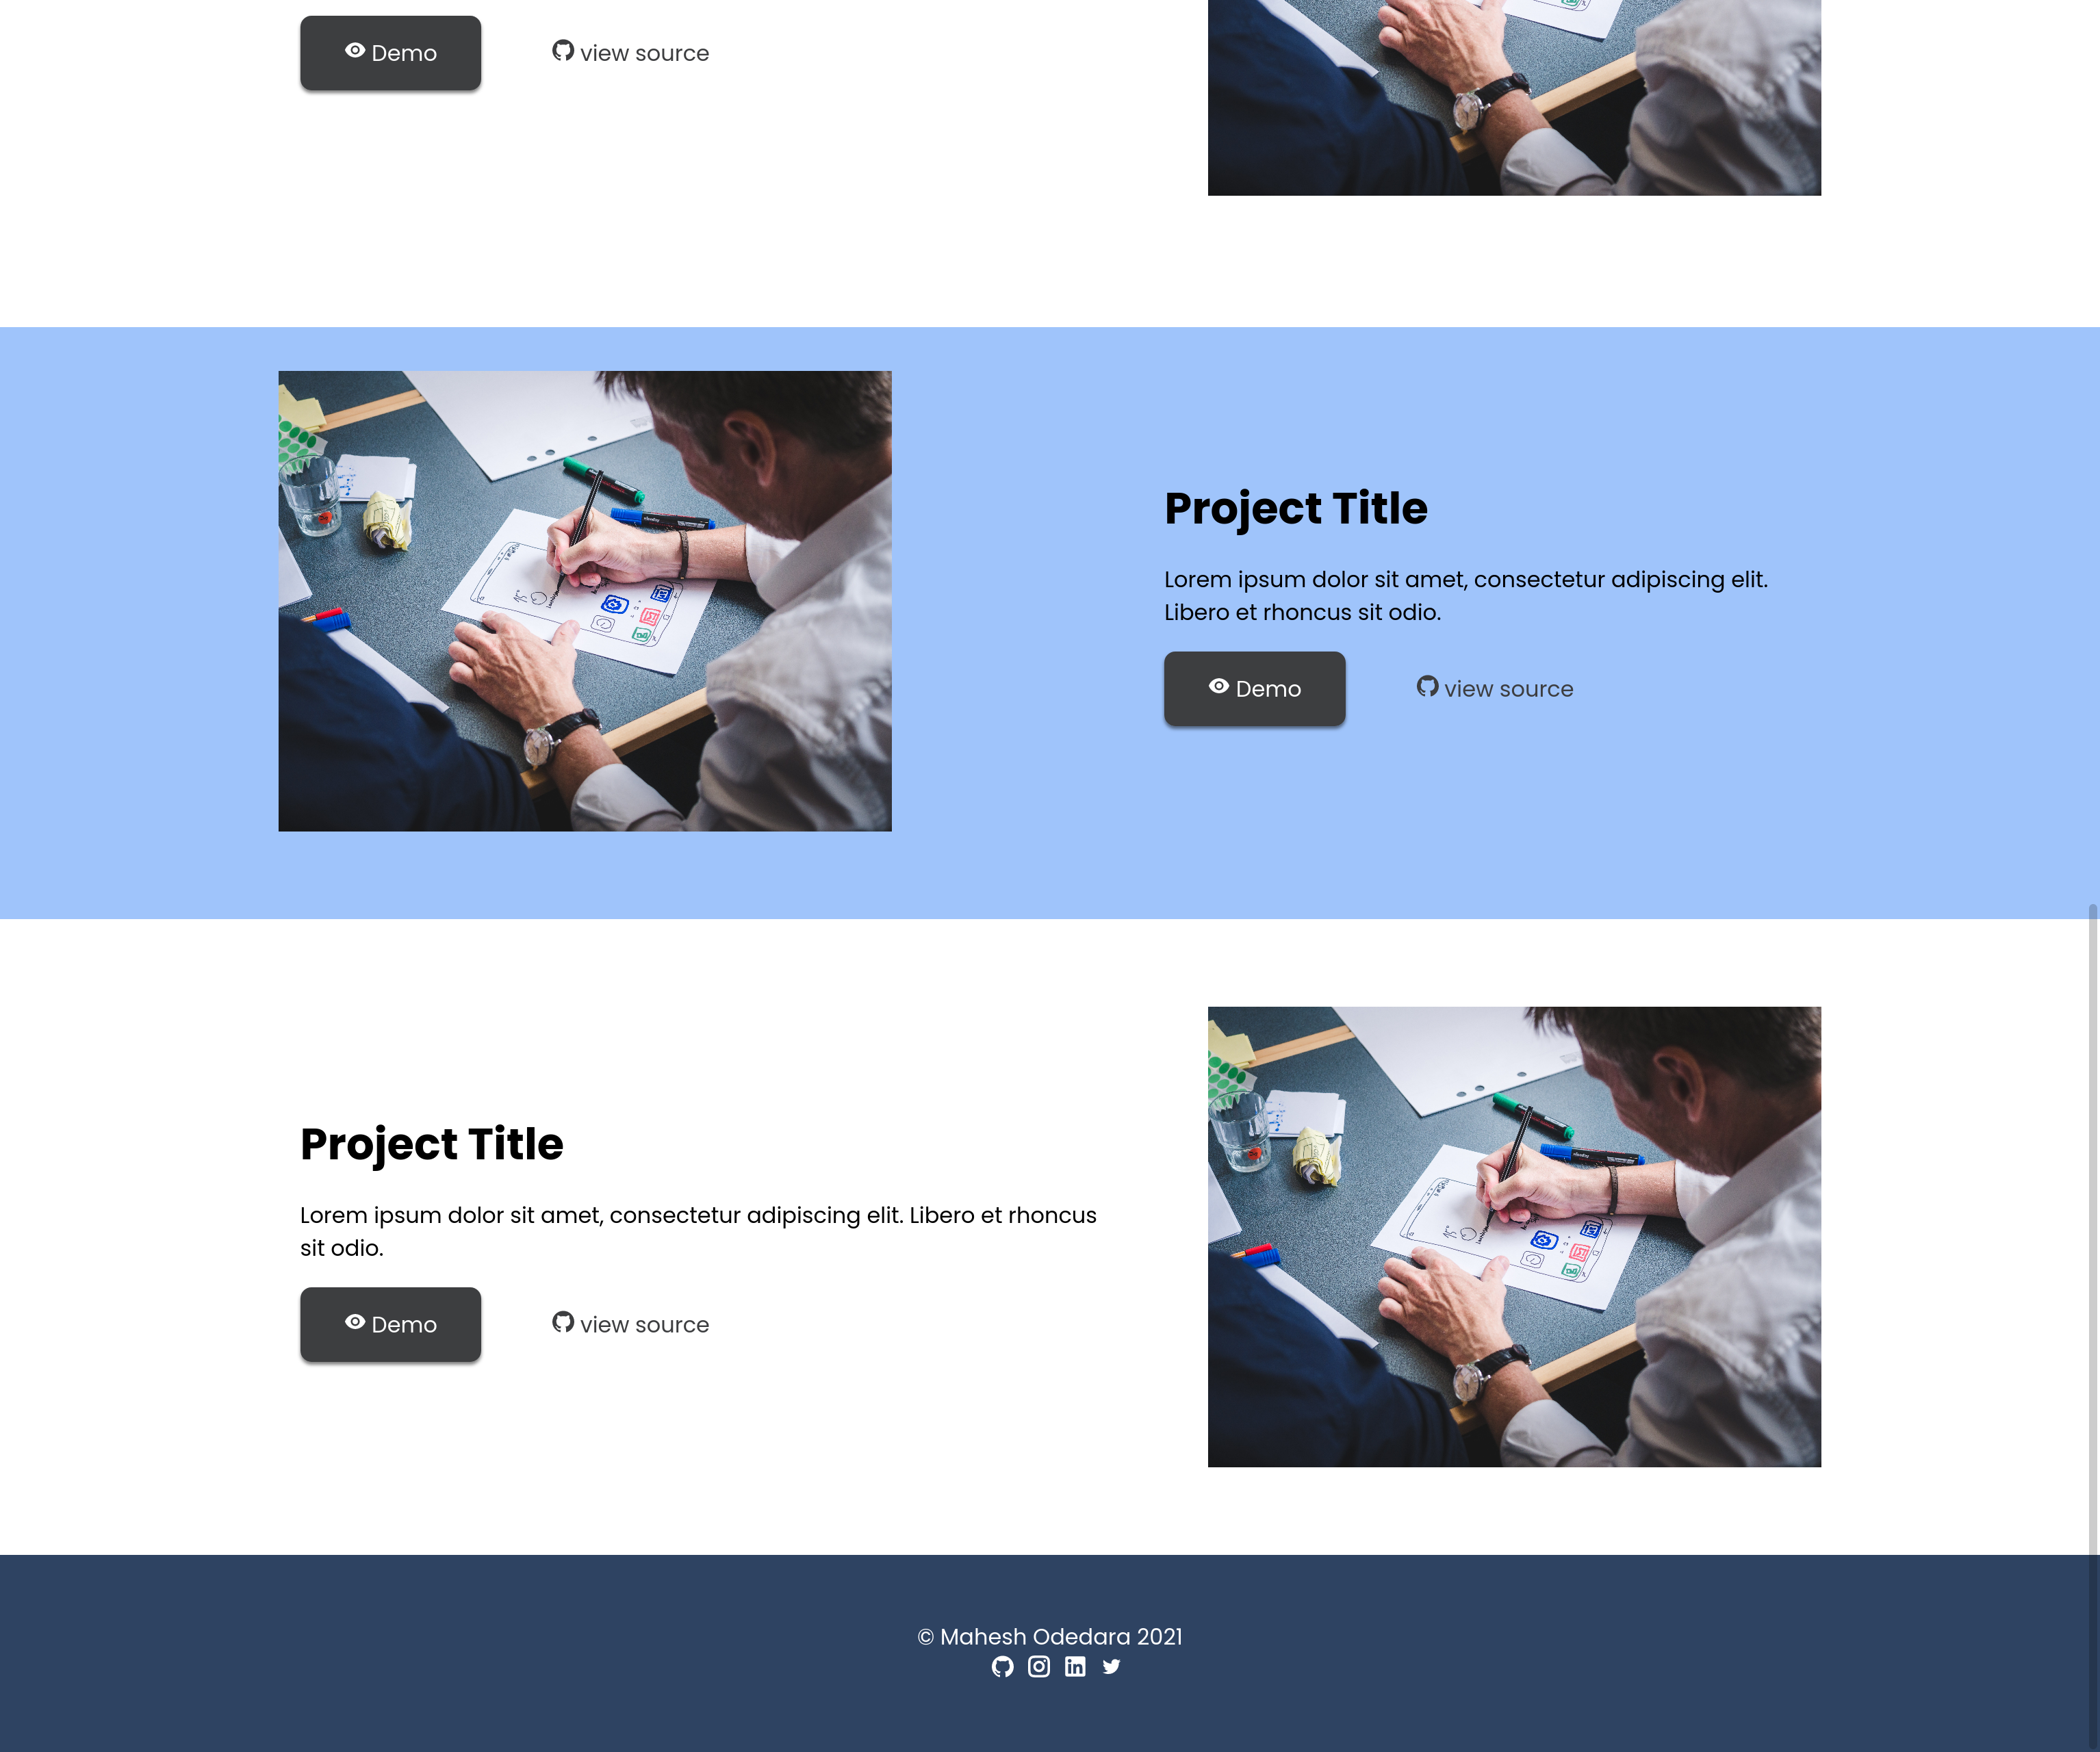 Demo view source
Project Title
Lorem ipsum dolor sit amet, consectetur adipiscing elit.
Libero et rhoncus sit odio.
Demo view source
Project Title
Lorem ipsum dolor sit amet, consectetur adipiscing elit. Libero et rhoncus
sit odio.
Demo view source
© Mahesh Odedara 2021